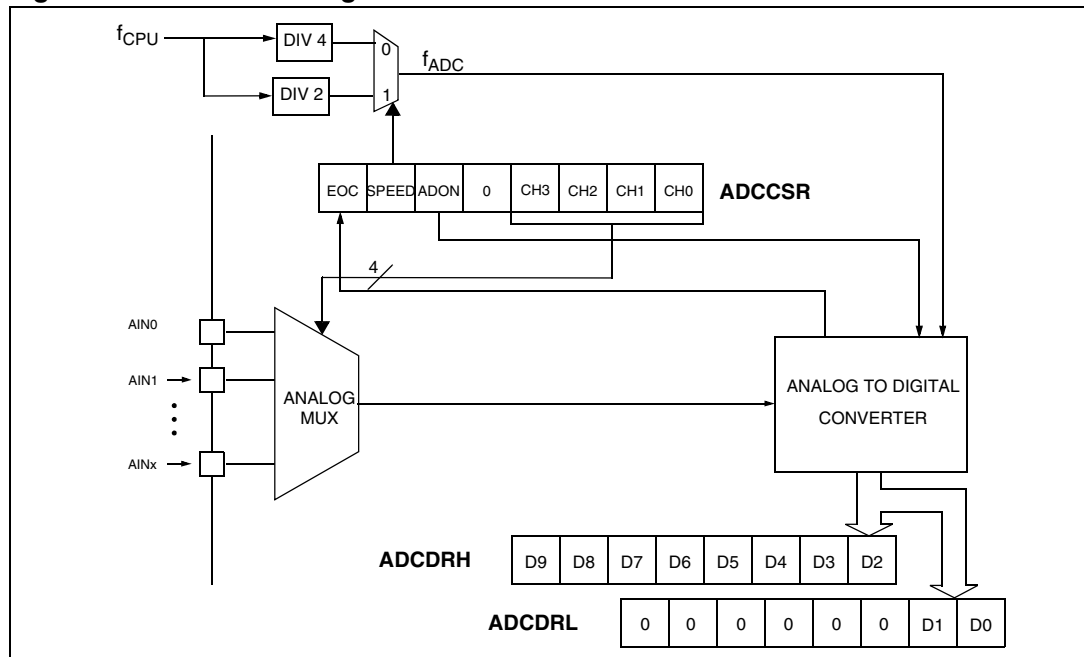 fCPU
DIV 4
0
fADC
DIV 2
1
EOC SPEED ADON 0 CH3 CH2 CH1 CH0
ADCCSR
4
AIN0
AIN1
ANALOG
MUX
ANALOG TO DIGITAL
CONVERTER
AINx
ADCDRH
D9 D8 D7 D6 D5 D4 D3 D2
ADCDRL
0 0 0 0 0 0 D1 D0